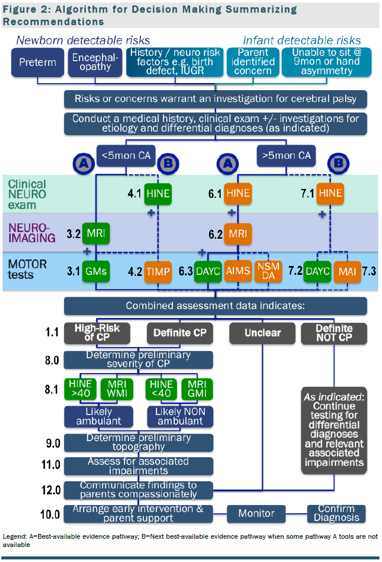 Figure 2: Algorithm for Decision Making Summarizing
Recommendations
Newborn detectable risks
Infant detectable risks
Preterm
Encephal-
opathy
History / neuro risk
factors e.g. birth
defect, IUGR
Parent
identified
concern
Unable to sit @
9mon or hand
asymmetry
Risks or concerns warrant an investigation for cerebral palsy
Conduct a medical history, clinical exam +/- investigations for
etiology and differential diagnoses (as indicated)
A
<5mon CA
B
A
>5mon CA
B
Clinical
NEURO
exam
4.1 HINE
6.1 HINE
7.1 HINE
NEURO-
IMAGING
3.2 MRI
6.2 MRI
MOTOR
tests
3.1 GMs
4.2 TIMP
6.3 DAYC
AIMS
NSM
DA
7.2 DAYC
MAI 7.3
Combined assessment data indicates:
1.1
High-Risk
of CP
Definite CP
Unclear
Definite
NOT CP
8.0
Determine preliminary
severity of CP
8.1
HINE
>40
MRI
WMI
HINE
<40
MRI
GMI
Likely
ambulant
Likely NON
ambulant
As indicated:
Continue
testing for
differential
diagnoses
and relevant
associated
impairments
9.0
Determine preliminary
topography
11.0
Assess for associated
impairments
12.0
Communicate findings to
parents compassionately
10.0
Arrange early intervention &
parent support
Monitor
Confirm
Diagnosis
Legend: A=Best-available evidence pathway; B=Next best-available evidence pathway when some pathway A tools are not
available